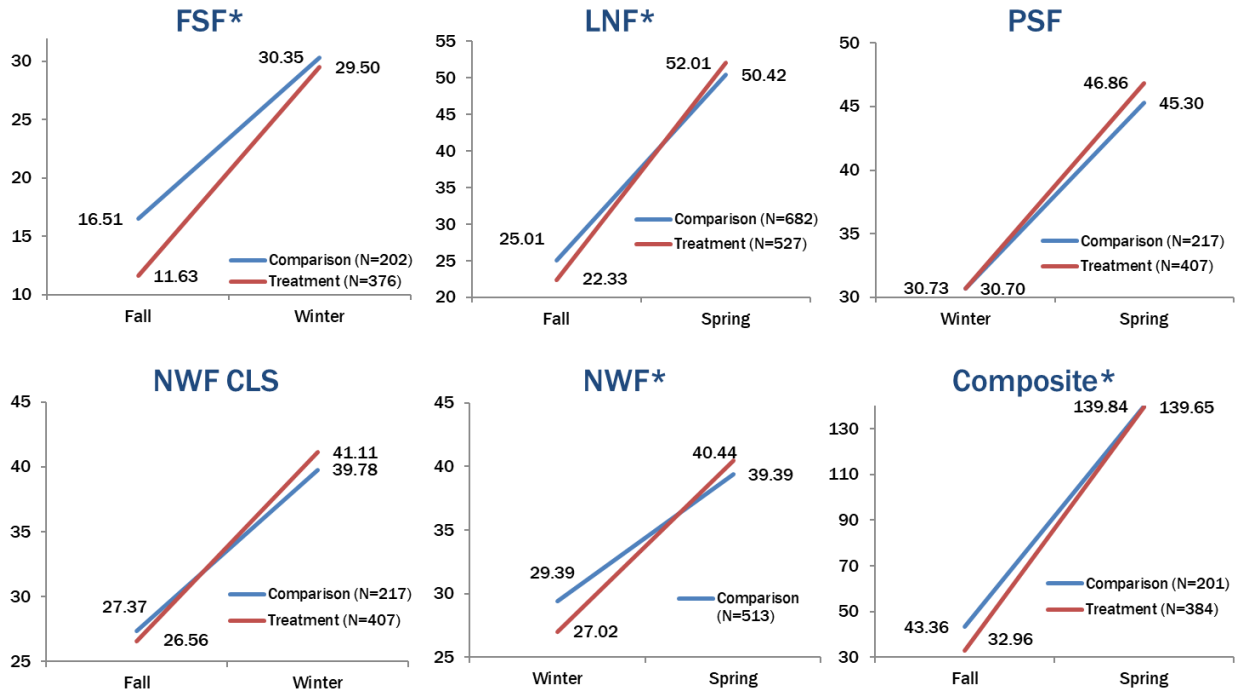 FSF*
30
25
20
15
10
30.35
29.50
16.51
11.63
Comparison (N=202)
Treatment (N=376)
Fall
Winter
LNF*
55
50
45
40
35
30
25
20
52.01
50.42
25.01
22.33
Comparison (N=682)
Treatment (N=527)
Fall
Spring
PSF
50
45
40
35
30
46.86
45.30
30.73
30.70
Comparison (N=217)
Treatment (N=407)
Winter
Spring
NWF CLS
45
40
35
30
25
41.11
39.78
27.37
26.56
Comparison (N=217)
Treatment (N=407)
Fall
Winter
NWF*
45
40
35
30
25
40.44
39.39
29.39
27.02
Comparison
(N=513)
Winter
Spring
Composite*
130
110
90
70
50
30
139.84
139.65
43.36
32.96
Comparison (N=201)
Treatment (N=384)
Fall
Spring